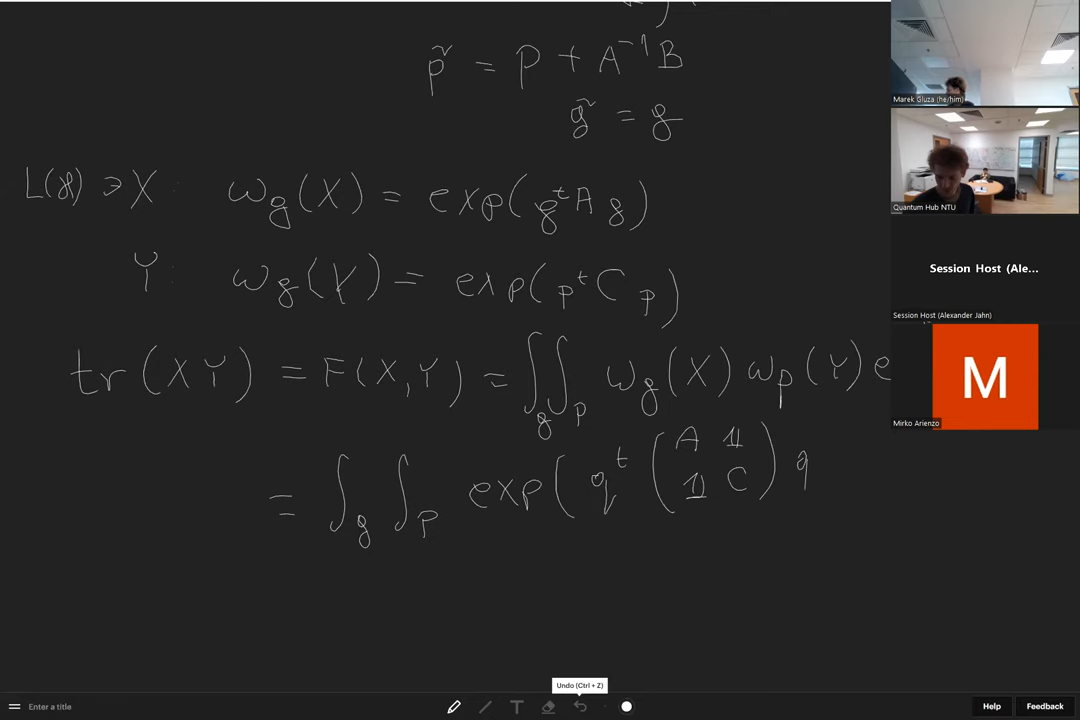 p̃ = p + A⁻¹B
g̃ = g
L(γ) ∋ X : ω_g(X) = exp(gᵗ A g)
Y : ω_g(Y) = exp(pᵗ C p)
tr(XY) = F(X,Y) = ∫_g ∫_p ω_g(X) ω_p(Y) e
= ∫_g ∫_p exp( qᵗ ( A 𝟙
𝟙 C ) q
Marek Gluza (he/him)
Quantum Hub NTU
Session Host (Ale...
Session Host (Alexander Jahn)
M
Mirko Arienzo
Undo (Ctrl + Z)
Enter a title
T
Help
Feedback